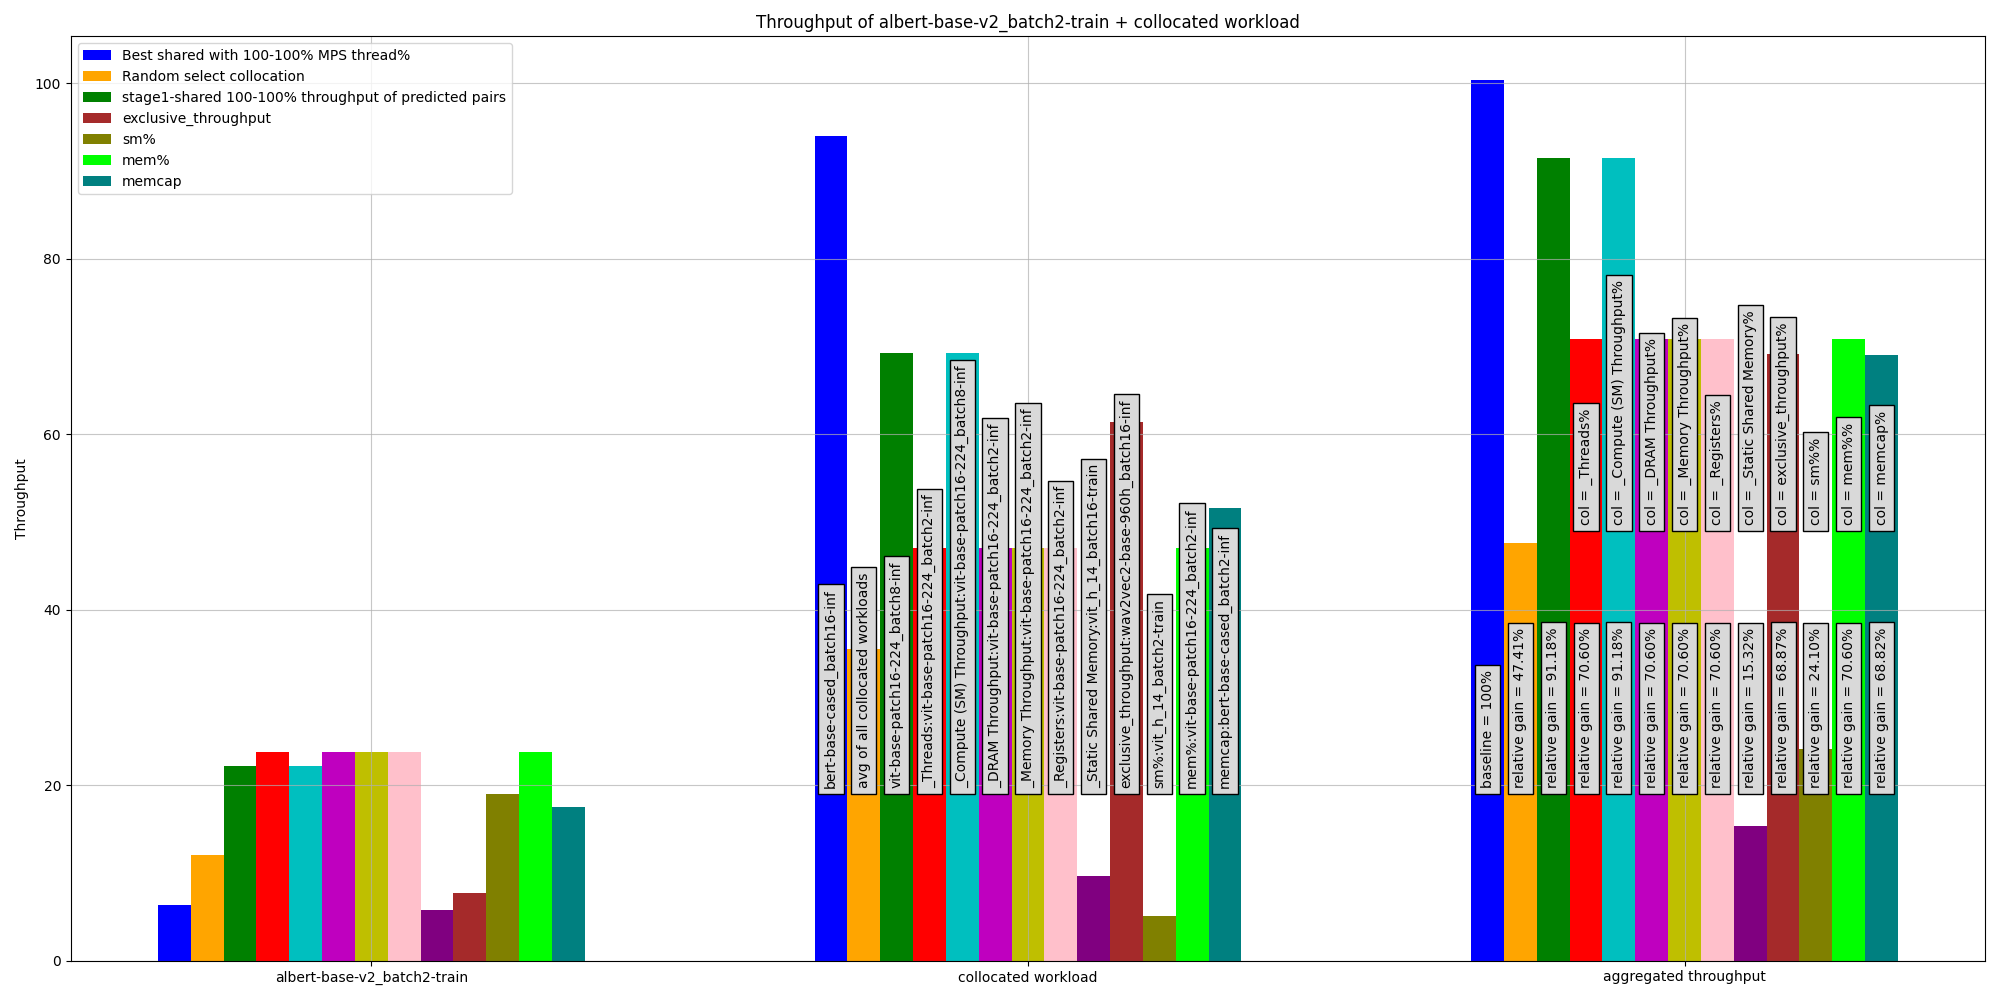 Throughput of albert-base-v2_batch2-train + collocated workload
Best shared with 100-100% MPS thread%
Random select collocation
stage1-shared 100-100% throughput of predicted pairs
exclusive_throughput
sm%
mem%
memcap
Throughput
100
80
60
40
20
0
bert-base-cased_batch16-inf
avg of all collocated workloads
vit-base-patch16-224_batch8-inf
_Threads:vit-base-patch16-224_batch2-inf
_Compute (SM) Throughput:vit-base-patch16-224_batch8-inf
_DRAM Throughput:vit-base-patch16-224_batch2-inf
_Memory Throughput:vit-base-patch16-224_batch2-inf
_Registers:vit-base-patch16-224_batch2-inf
_Static Shared Memory:vit_h_14_batch16-train
exclusive_throughput:wav2vec2-base-960h_batch16-inf
sm%:vit_h_14_batch2-train
mem%:vit-base-patch16-224_batch2-inf
memcap:bert-base-cased_batch2-inf
col = _Threads%
col = _Compute (SM) Throughput%
col = _DRAM Throughput%
col = _Memory Throughput%
col = _Registers%
col = _Static Shared Memory%
col = exclusive_throughput%
col = sm%%
col = mem%%
col = memcap%
baseline = 100%
relative gain = 47.41%
relative gain = 91.18%
relative gain = 70.60%
relative gain = 91.18%
relative gain = 70.60%
relative gain = 70.60%
relative gain = 70.60%
relative gain = 15.32%
relative gain = 68.87%
relative gain = 24.10%
relative gain = 70.60%
relative gain = 68.82%
albert-base-v2_batch2-train
collocated workload
aggregated throughput